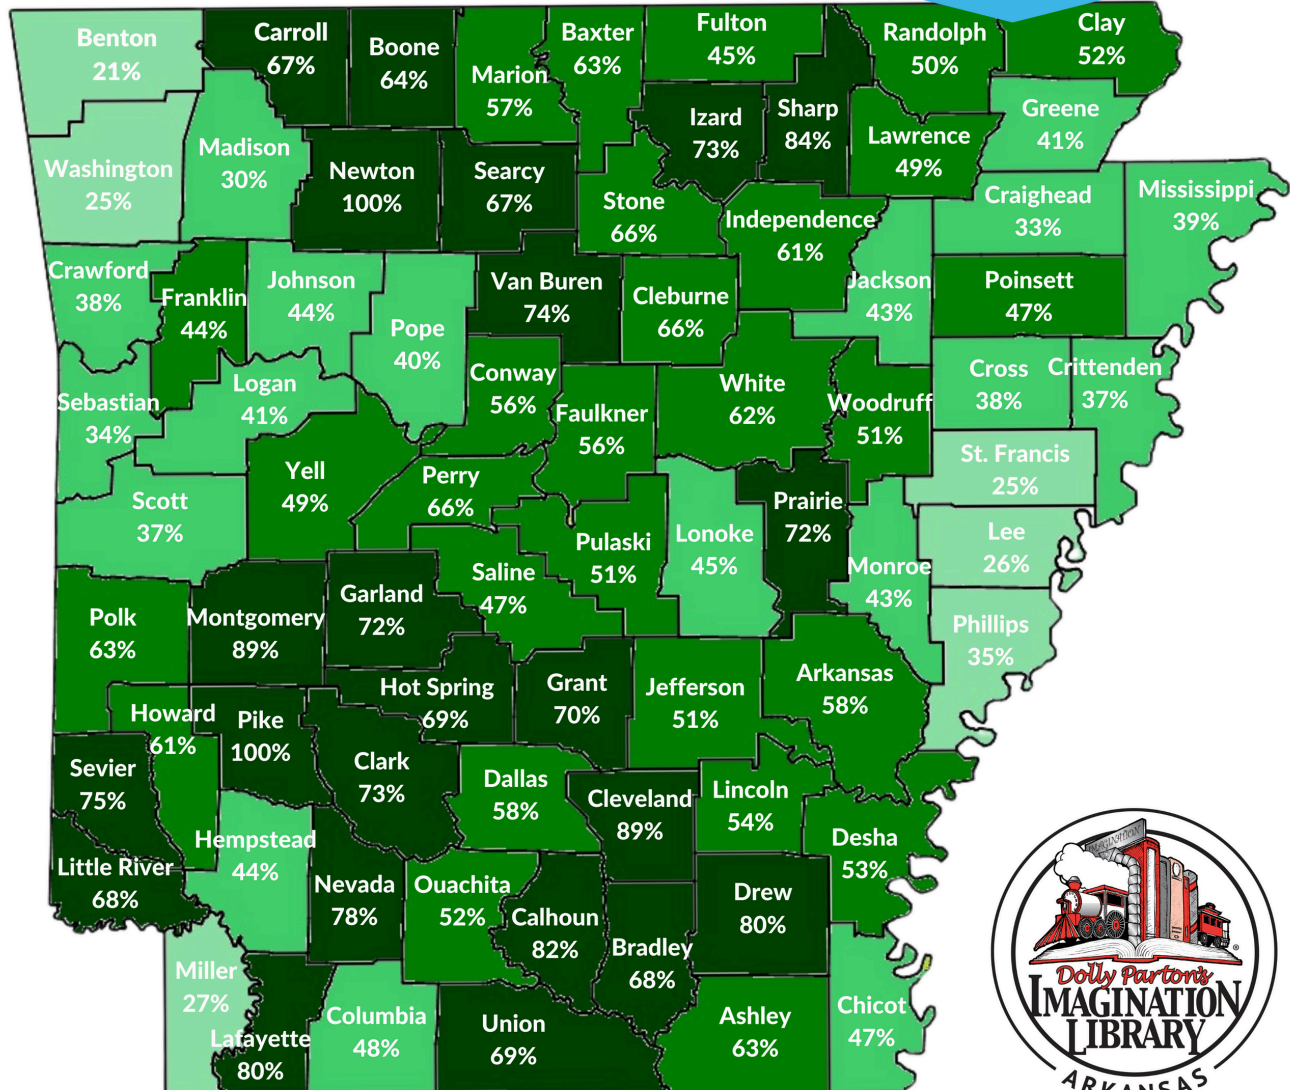 Benton
21%
Carroll
67%
Boone
64%
Marion
57%
Baxter
63%
Fulton
45%
Randolph
50%
Clay
52%
Izard
73%
Sharp
84%
Lawrence
49%
Greene
41%
Washington
25%
Madison
30%
Newton
100%
Searcy
67%
Stone
66%
Independence
61%
Craighead
33%
Mississippi
39%
Crawford
38%
Franklin
44%
Johnson
44%
Pope
40%
Van Buren
74%
Cleburne
66%
Jackson
43%
Poinsett
47%
Sebastian
34%
Logan
41%
Conway
56%
Faulkner
56%
White
62%
Woodruff
51%
Cross
38%
Crittenden
37%
St. Francis
25%
Scott
37%
Yell
49%
Perry
66%
Pulaski
51%
Lonoke
45%
Prairie
72%
Monroe
43%
Lee
26%
Polk
63%
Montgomery
89%
Garland
72%
Saline
47%
Phillips
35%
Hot Spring
69%
Grant
70%
Jefferson
51%
Arkansas
58%
Howard
61%
Pike
100%
Clark
73%
Sevier
75%
Dallas
58%
Cleveland
89%
Lincoln
54%
Desha
53%
Little River
68%
Hempstead
44%
Nevada
78%
Ouachita
52%
Calhoun
82%
Bradley
68%
Drew
80%
Miller
27%
Lafayette
80%
Columbia
48%
Union
69%
Ashley
63%
Chicot
47%
IMAGINATION
Dolly Parton's
IMAGINATION
LIBRARY
ARKANSAS